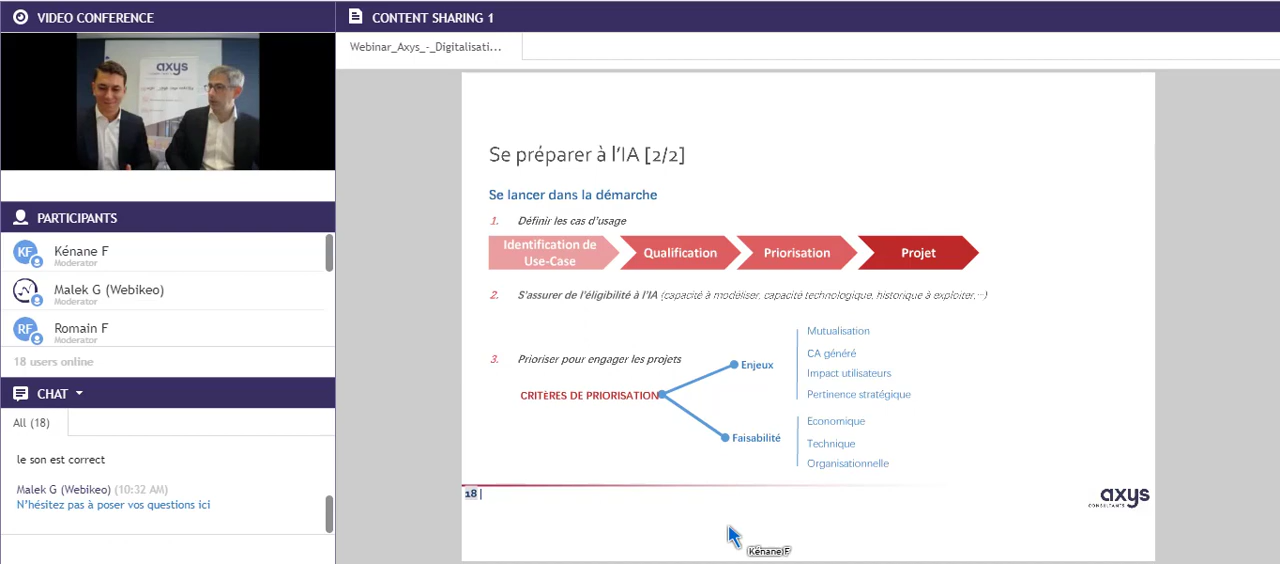 VIDEO CONFERENCE
axys
PARTICIPANTS
KF
Kénane F
Moderator
Malek G (Webikeo)
Moderator
RF
Romain F
Moderator
18 users online
CHAT
All (18)
le son est correct
Malek G (Webikeo) (10:32 AM)
N'hésitez pas à poser vos questions ici
CONTENT SHARING 1
Webinar_Axys_-_Digitalisati...
Se préparer à l'IA [2/2]
Se lancer dans la démarche
1. Définir les cas d'usage
Identification de
Use-Case
Qualification
Priorisation
Projet
2. S'assurer de l'éligibilité à l'IA (capacité à modéliser, capacité technologique, historique à exploiter,...)
3. Prioriser pour engager les projets
CRITÈRES DE PRIORISATION
Enjeux
Mutualisation
CA généré
Impact utilisateurs
Pertinence stratégique
Faisabilité
Economique
Technique
Organisationnelle
18 |
axys
CONSULTANTS
Kénane F